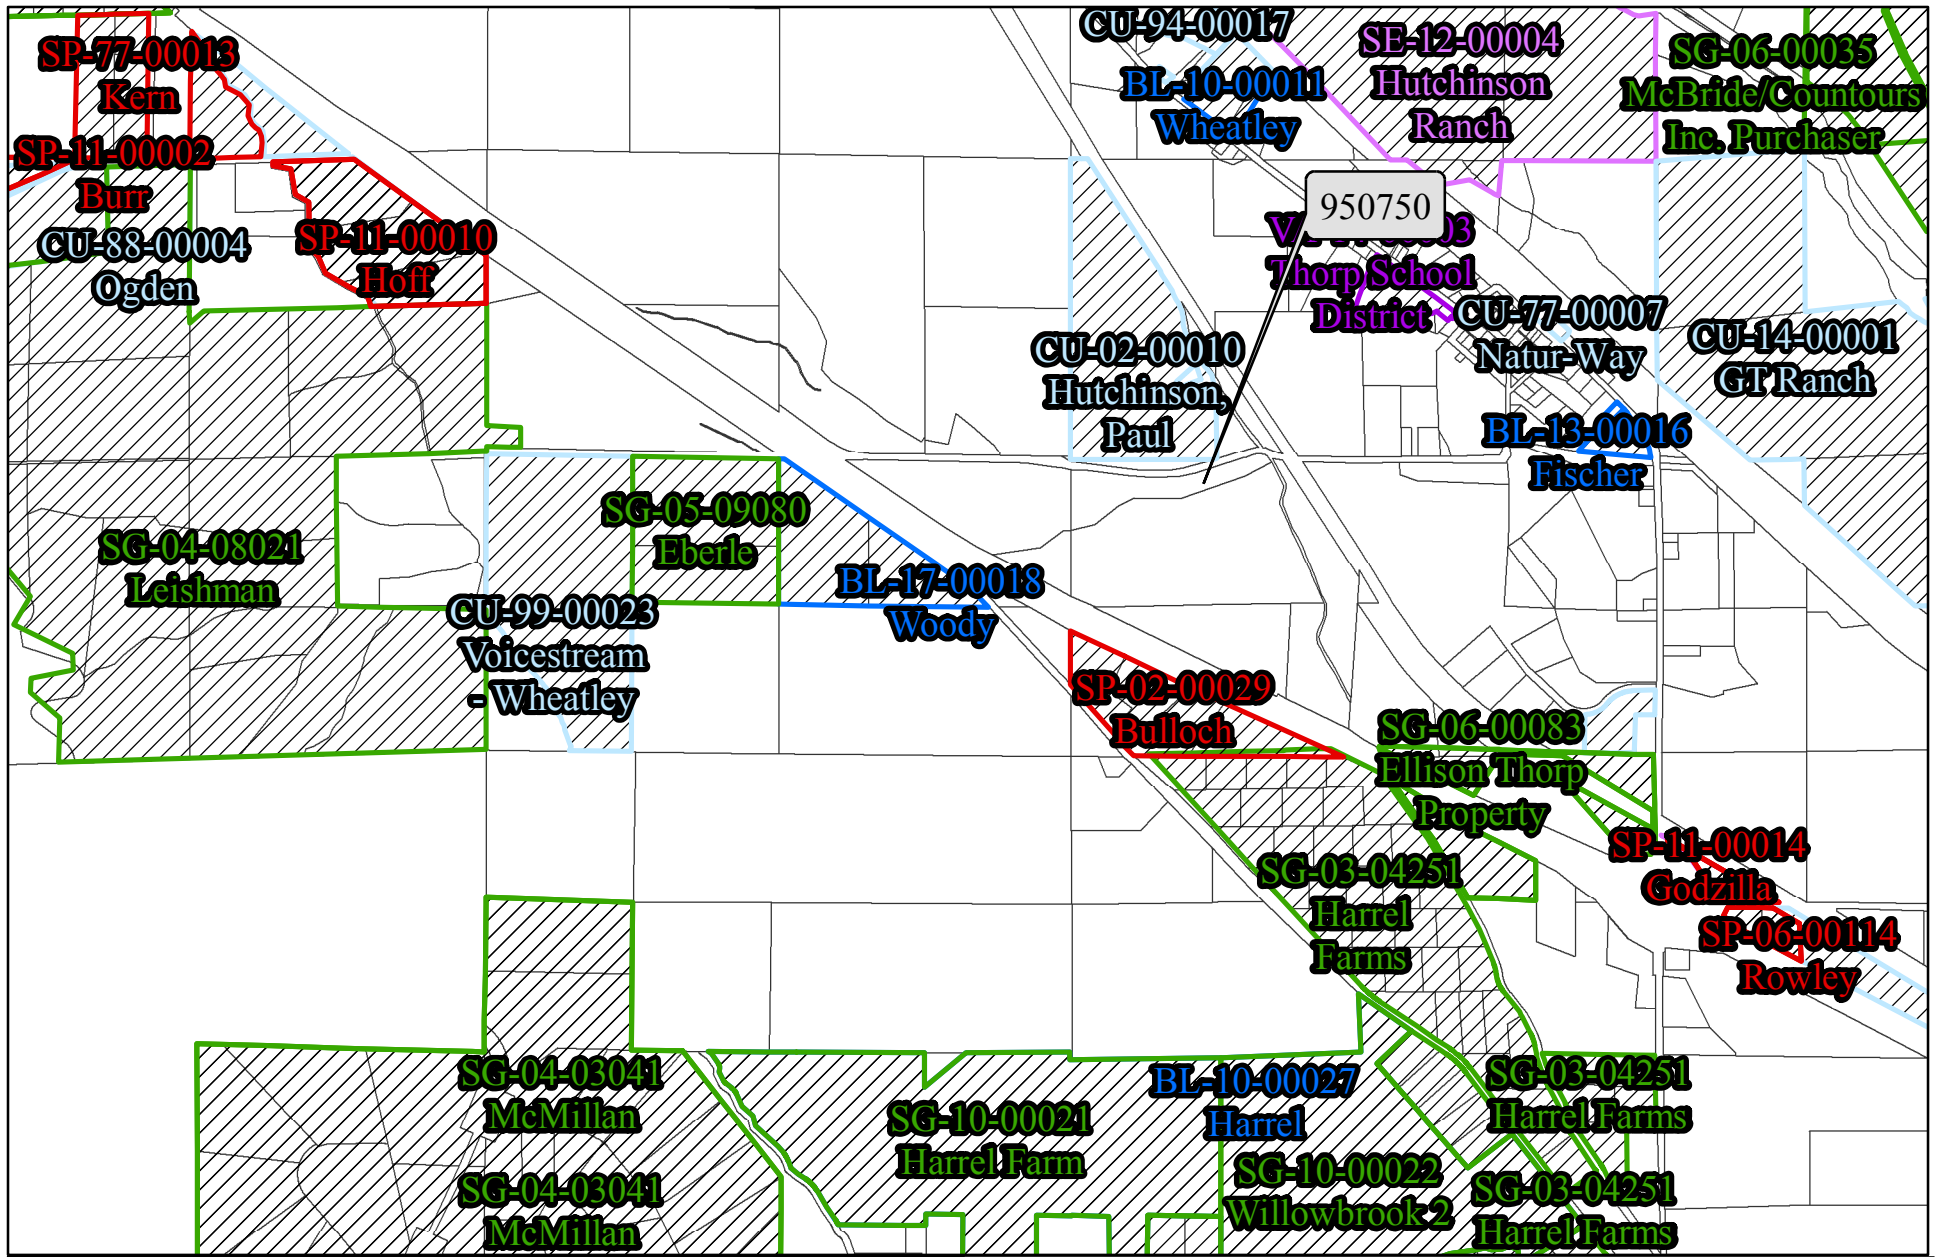 CU-94-00017
SP-77-00013
Kern
SE-12-00004
Hutchinson
Ranch
SG-06-00035
McBride/Countours
Inc. Purchaser
BL-10-00011
Wheatley
SP-11-00002
Burr
950750
CU-88-00004
Ogden
SP-11-00010
Hoff
Thorp School
District
CU-77-00007
Natur-Way
CU-14-00001
GT Ranch
CU-02-00010
Hutchinson,
Paul
BL-13-00016
Fischer
SG-05-09080
Eberle
SG-04-08021
Leishman
BL-17-00018
Woody
CU-99-00023
Voicestream
- Wheatley
SP-02-00029
Bulloch
SG-06-00083
Ellison Thorp
Property
SP-11-00014
Godzilla
SG-03-04251
Harrel
Farms
SP-06-00114
Rowley
SG-04-03041
McMillan
BL-10-00027
Harrel
SG-03-04251
Harrel Farms
SG-10-00021
Harrel Farm
SG-10-00022
Willowbrook 2
SG-04-03041
McMillan
SG-03-04251
Harrel Farms